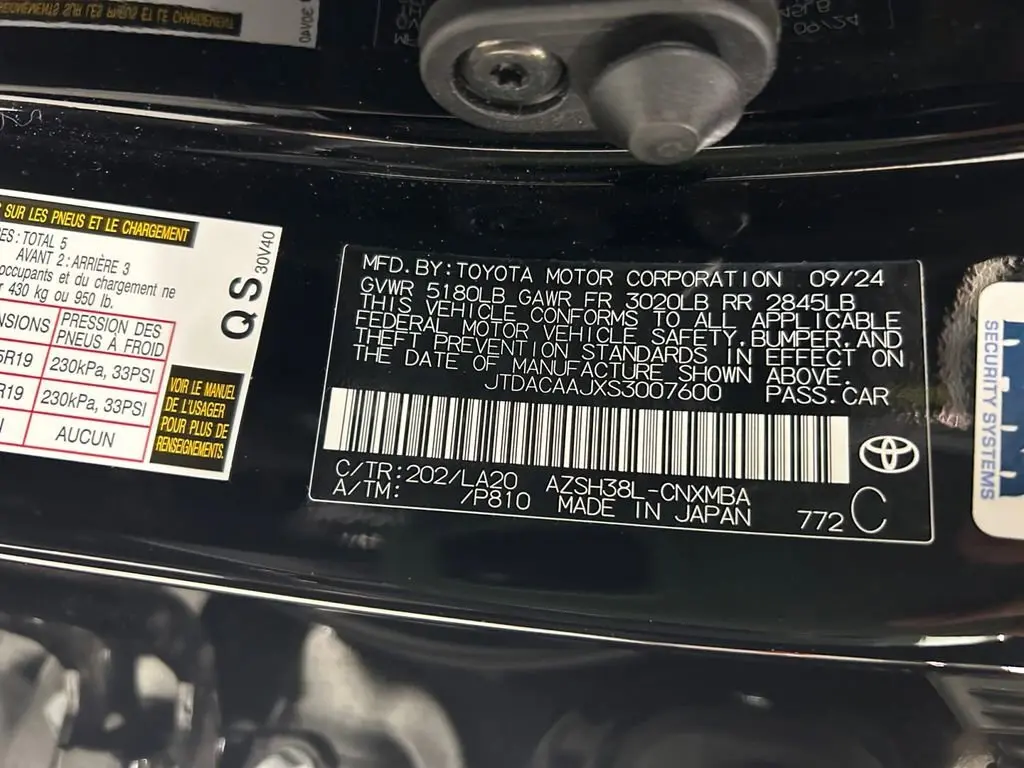 SUR LES PNEUS ET LE CHARGEMENT
TOTAL 5
AVANT 2: ARRIÈRE 3
occupants et du chargement ne
430 kg ou 950 lb.
PRESSION DES
PNEUS À FROID
R19 230kPa, 33PSI
R19 230kPa, 33PSI
AUCUN
VOIR LE MANUEL
DE L'USAGER
POUR PLUS DE
RENSEIGNEMENTS.
QS
30V40
MFD. BY: TOYOTA MOTOR CORPORATION 09/24
GVWR 5180LB GAWR FR 3020LB RR 2845LB
THIS VEHICLE CONFORMS TO ALL APPLICABLE
FEDERAL MOTOR VEHICLE SAFETY, BUMPER, AND
THEFT PREVENTION STANDARDS IN EFFECT ON
THE DATE OF MANUFACTURE SHOWN ABOVE.
JTDACAAJXS3007600 PASS. CAR
C/TR: 202/LA20 AZSH38L-CNXMBA
A/TM: /P810 MADE IN JAPAN 772 C
SECURITY SYSTEMS